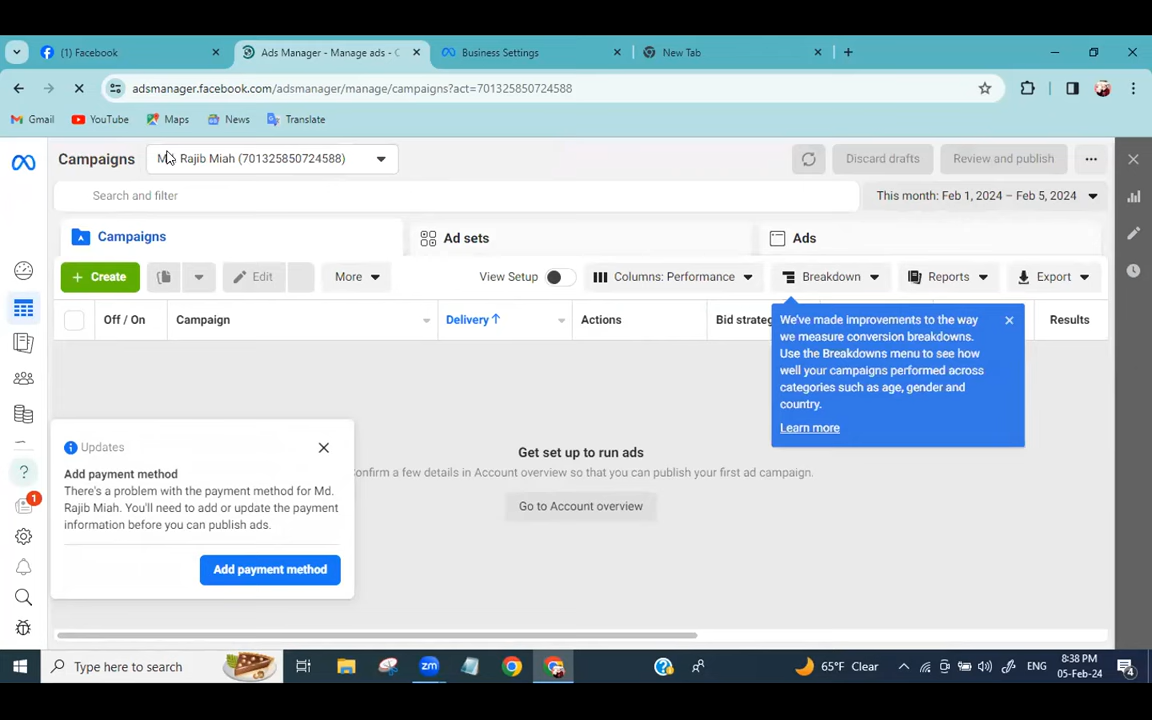 (1) Facebook
Ads Manager - Manage ads - C
Business Settings
New Tab
adsmanager.facebook.com/adsmanager/manage/campaigns?act=701325850724588
Gmail
YouTube
Maps
News
Translate
Campaigns
Md. Rajib Miah (701325850724588)
Discard drafts
Review and publish
Search and filter
This month: Feb 1, 2024 – Feb 5, 2024
Campaigns
Ad sets
Ads
+ Create
Edit
More
View Setup
Columns: Performance
Breakdown
Reports
Export
Off / On
Campaign
Delivery ↑
Actions
Bid strateg
Results
We've made improvements to the way
we measure conversion breakdowns.
Use the Breakdowns menu to see how
well your campaigns performed across
categories such as age, gender and
country.
Learn more
Get set up to run ads
onfirm a few details in Account overview so that you can publish your first ad campaign.
Go to Account overview
Updates
Add payment method
There's a problem with the payment method for Md.
Rajib Miah. You'll need to add or update the payment
information before you can publish ads.
Add payment method
1
Type here to search
zm
65°F Clear
ENG
8:38 PM
05-Feb-24
4